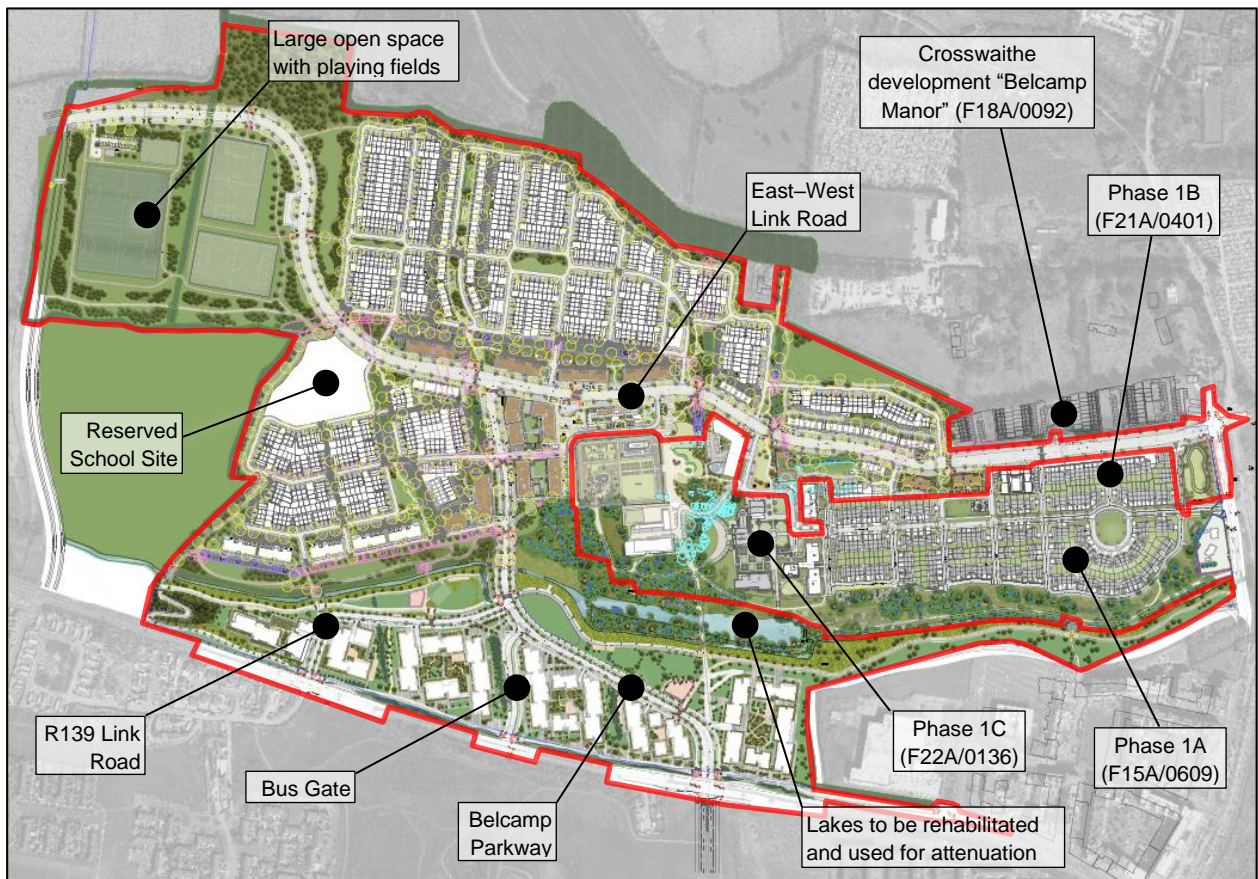 Large open space
with playing fields
Crosswaithe
development “Belcamp
Manor” (F18A/0092)
East–West
Link Road
Phase 1B
(F21A/0401)
Reserved
School Site
R139 Link
Road
Bus Gate
Belcamp
Parkway
Lakes to be rehabilitated
and used for attenuation
Phase 1C
(F22A/0136)
Phase 1A
(F15A/0609)